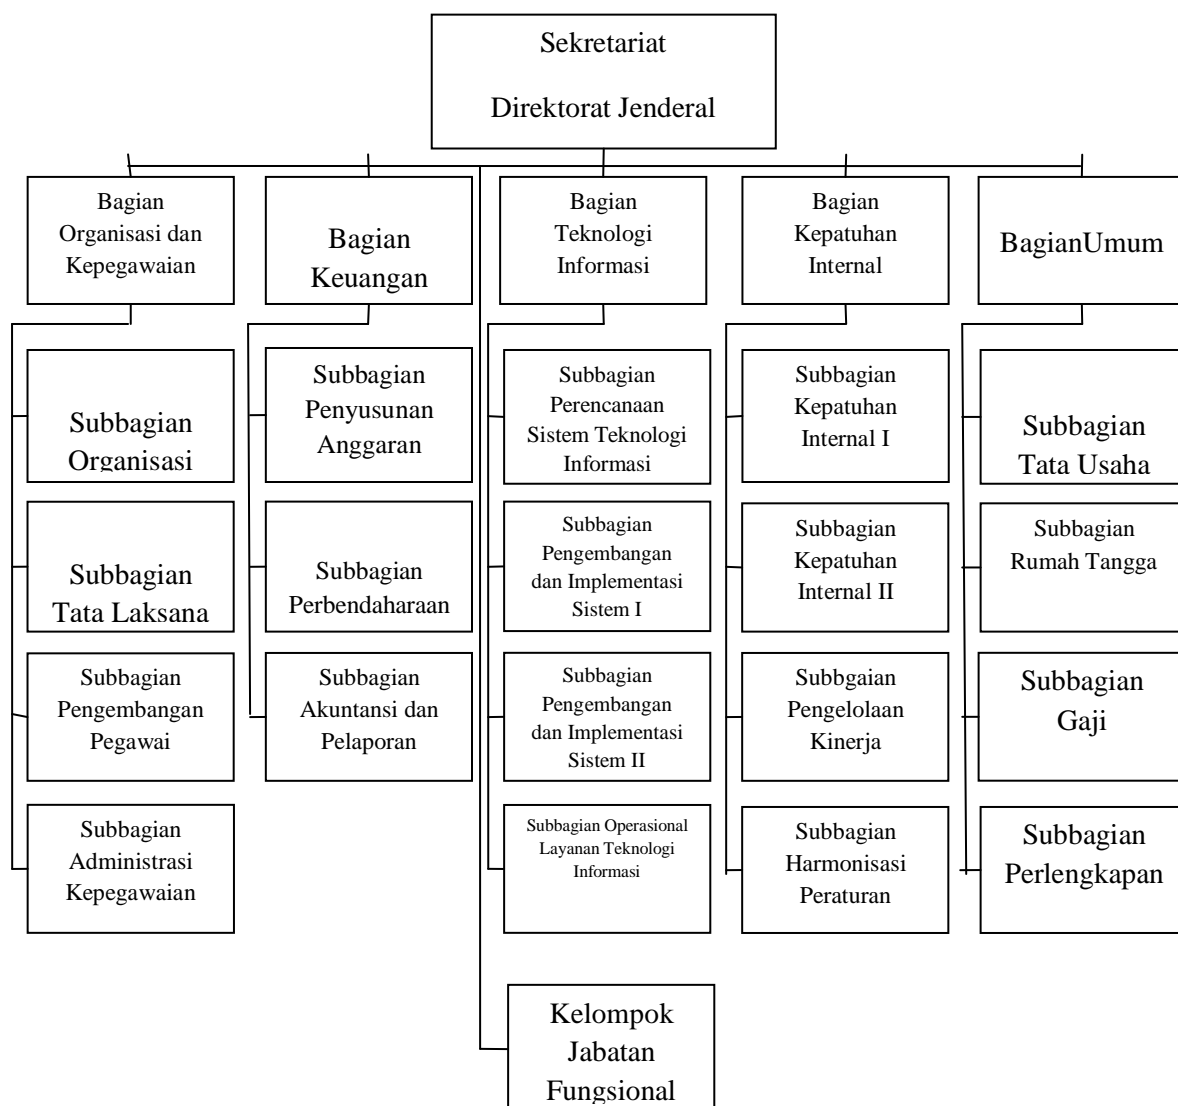 Sekretariat
Direktorat Jenderal
Bagian
Organisasi dan
Kepegawaian
Bagian
Keuangan
Bagian
Teknologi
Informasi
Bagian
Kepatuhan
Internal
BagianUmum
Subbagian
Organisasi
Subbagian
Penyusunan
Anggaran
Subbagian
Perencanaan
Sistem Teknologi
Informasi
Subbagian
Kepatuhan
Internal I
Subbagian
Tata Usaha
Subbagian
Tata Laksana
Subbagian
Perbendaharaan
Subbagian
Pengembangan
dan Implementasi
Sistem I
Subbagian
Kepatuhan
Internal II
Subbagian
Rumah Tangga
Subbagian
Pengembangan
Pegawai
Subbagian
Akuntansi dan
Pelaporan
Subbagian
Pengembangan
dan Implementasi
Sistem II
Subbgaian
Pengelolaan
Kinerja
Subbagian
Gaji
Subbagian
Administrasi
Kepegawaian
Subbagian Operasional
Layanan Teknologi
Informasi
Subbagian
Harmonisasi
Peraturan
Subbagian
Perlengkapan
Kelompok
Jabatan
Fungsional